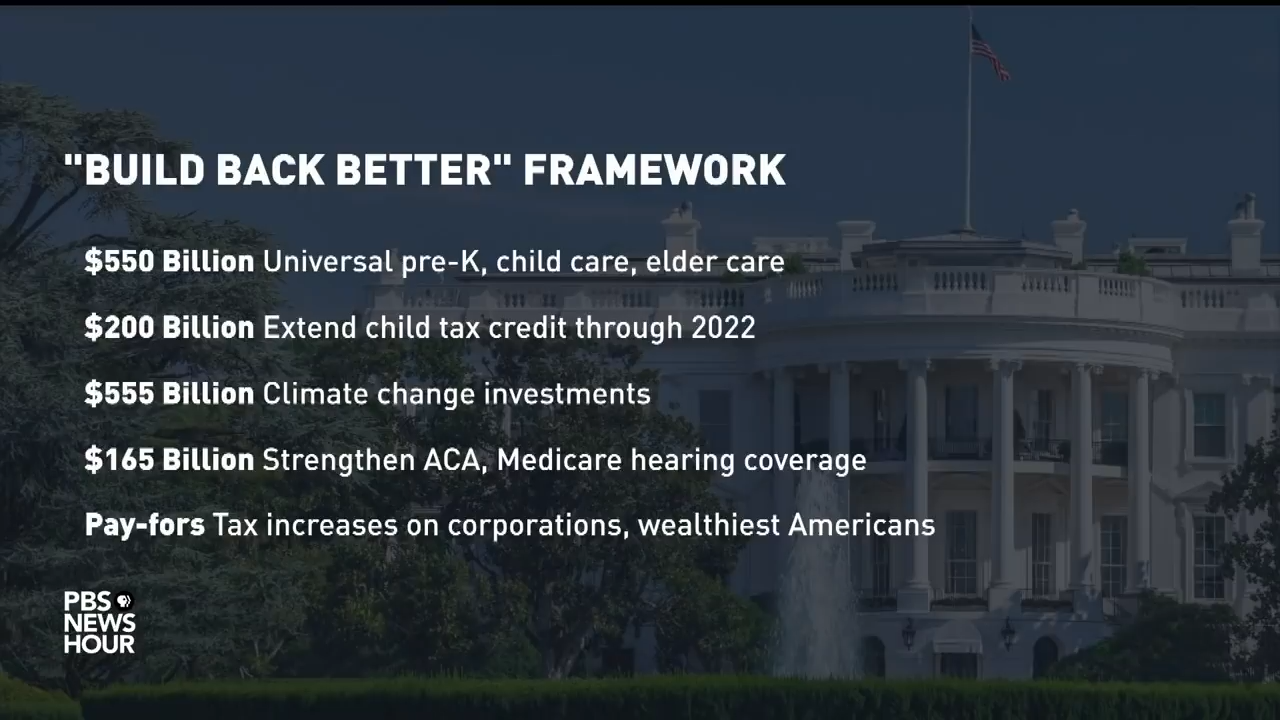 "BUILD BACK BETTER" FRAMEWORK
$550 Billion Universal pre-K, child care, elder care
$200 Billion Extend child tax credit through 2022
$555 Billion Climate change investments
$165 Billion Strengthen ACA, Medicare hearing coverage
Pay-fors Tax increases on corporations, wealthiest Americans
PBS
NEWS
HOUR